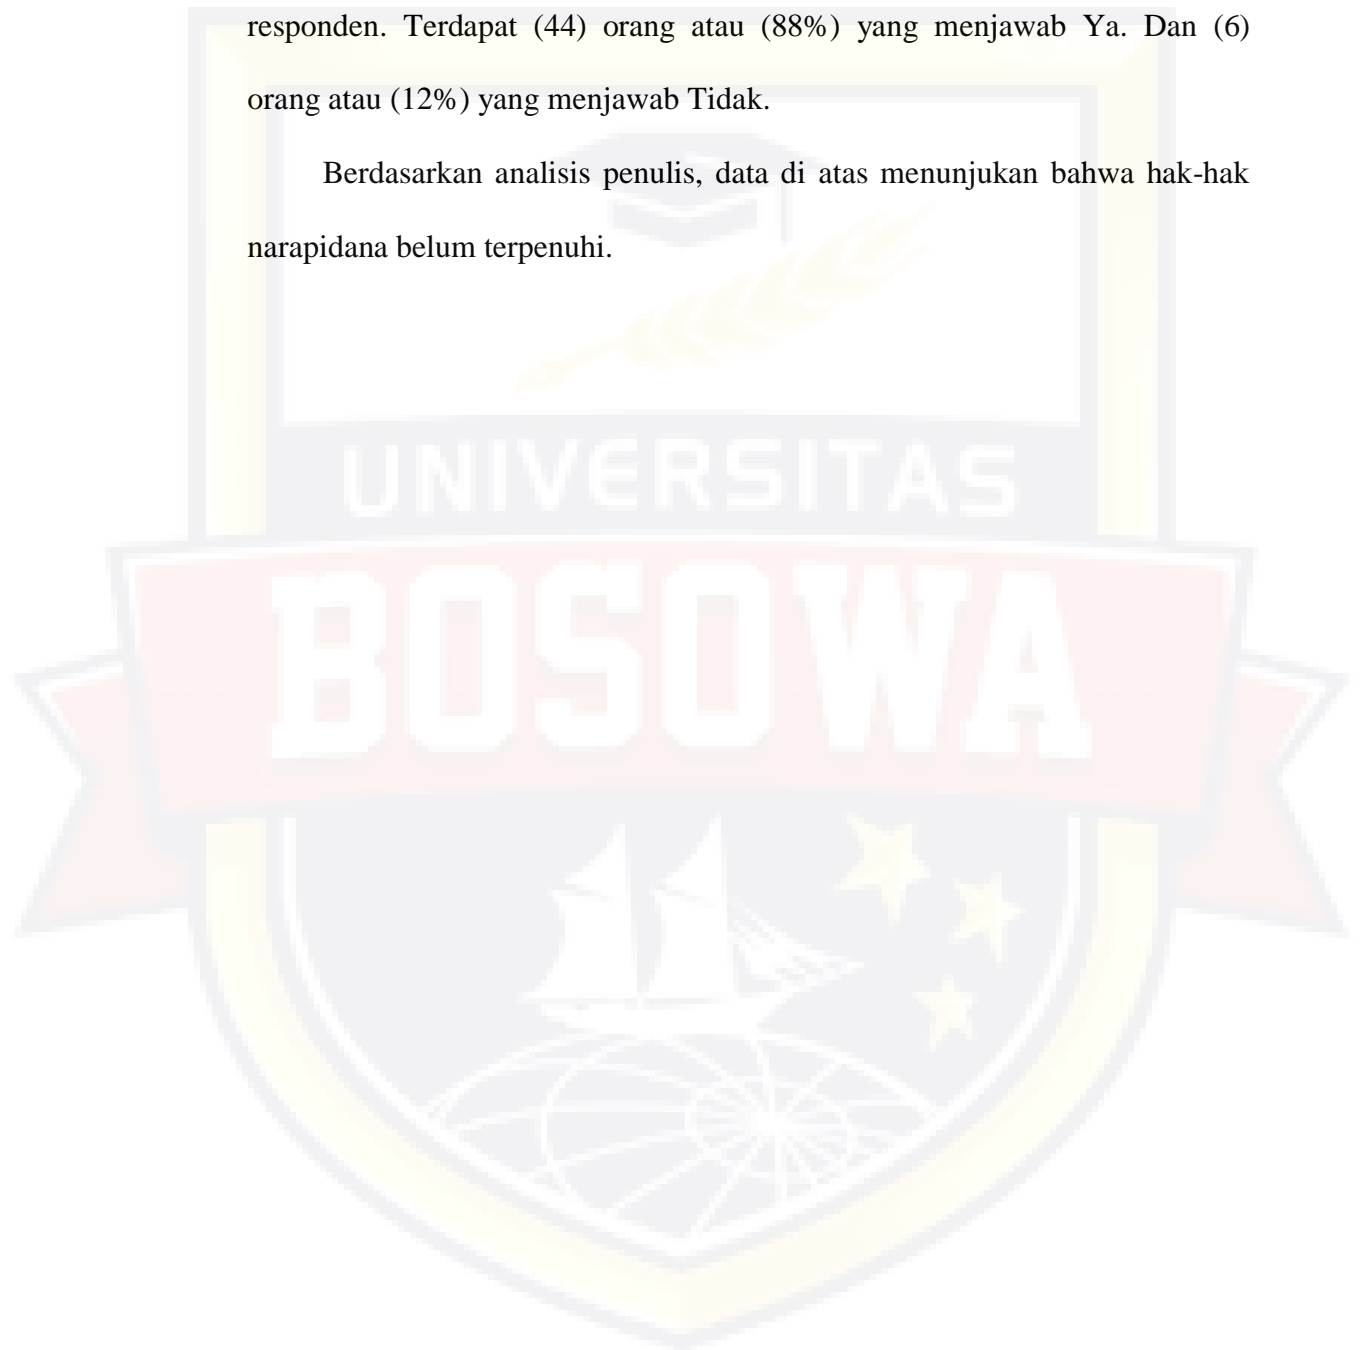 responden. Terdapat (44) orang atau (88%) yang menjawab Ya. Dan (6)
orang atau (12%) yang menjawab Tidak.
Berdasarkan analisis penulis, data di atas menunjukan bahwa hak-hak
narapidana belum terpenuhi.
UNIVERSITAS
BOSOWA